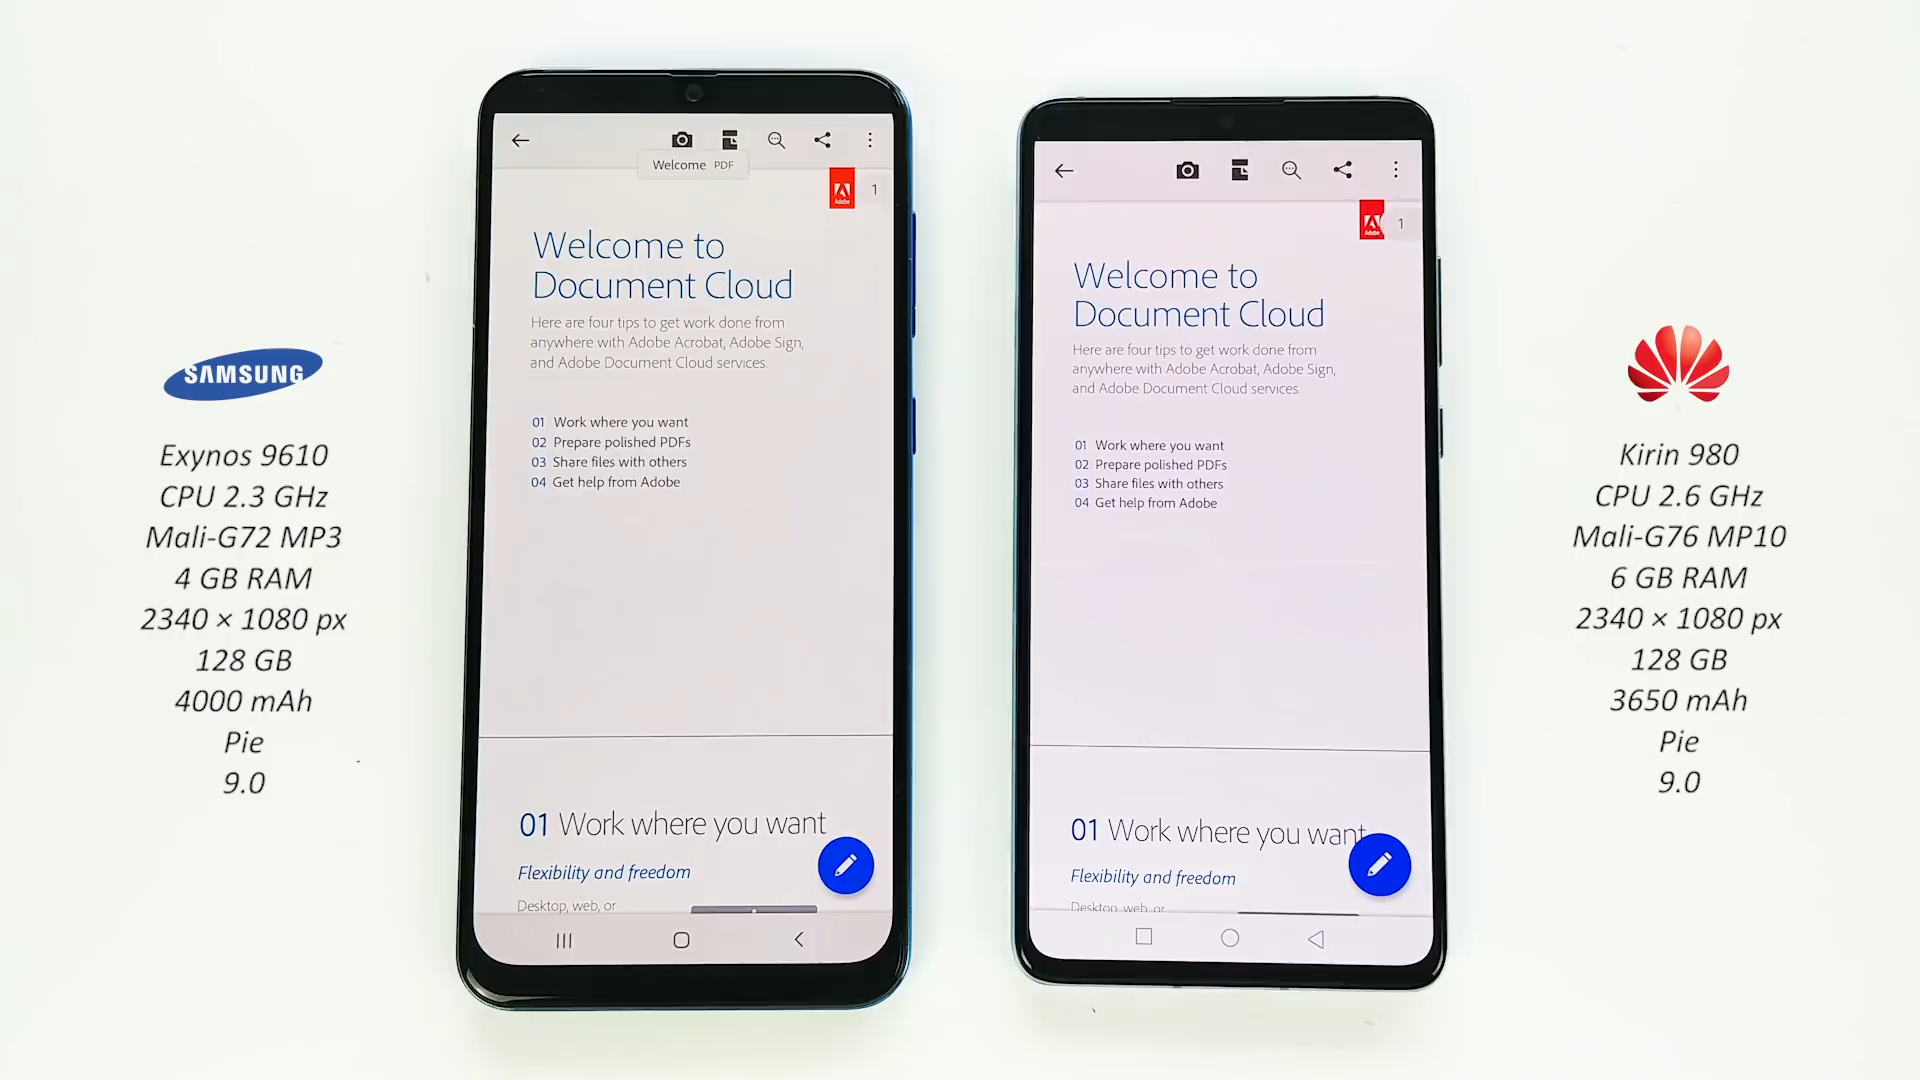 SAMSUNG
Exynos 9610
CPU 2.3 GHz
Mali-G72 MP3
4 GB RAM
2340 × 1080 px
128 GB
4000 mAh
Pie
9.0
Welcome PDF
Adobe
1
Welcome to
Document Cloud
Here are four tips to get work done from
anywhere with Adobe Acrobat, Adobe Sign,
and Adobe Document Cloud services.
01 Work where you want
02 Prepare polished PDFs
03 Share files with others
04 Get help from Adobe
01 Work where you want
Flexibility and freedom
Desktop, web, or
Adobe
1
Welcome to
Document Cloud
Here are four tips to get work done from
anywhere with Adobe Acrobat, Adobe Sign,
and Adobe Document Cloud services.
01 Work where you want
02 Prepare polished PDFs
03 Share files with others
04 Get help from Adobe
01 Work where you want
Flexibility and freedom
Desktop, web, or
Kirin 980
CPU 2.6 GHz
Mali-G76 MP10
6 GB RAM
2340 × 1080 px
128 GB
3650 mAh
Pie
9.0